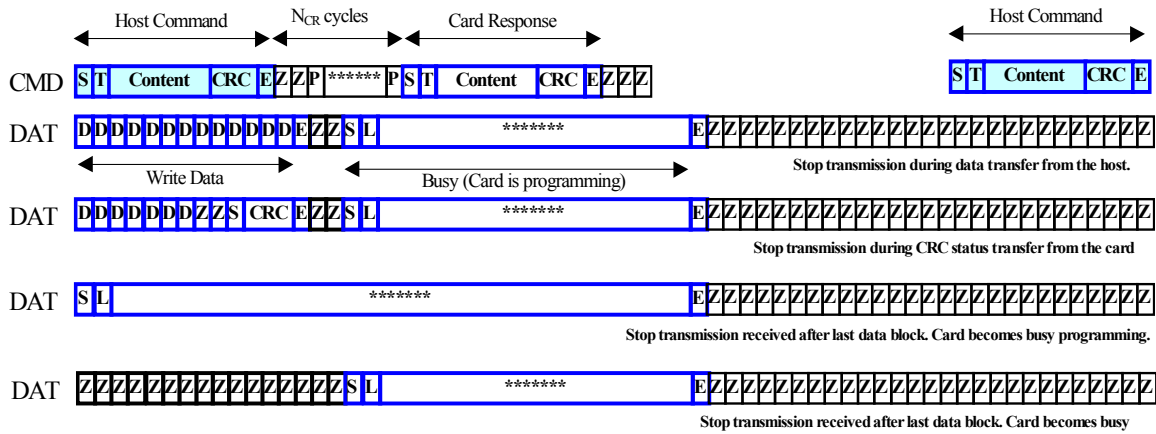 Host Command NCR cycles Card Response Host Command
CMD S T Content CRC E Z Z P ****** P S T Content CRC E Z Z Z S T Content CRC E
DAT D D D D D D D D D D D D D E Z Z S L ******* E Z Z Z Z Z Z Z Z Z Z Z Z Z Z Z Z Z Z Z Z Z Z Z Z Z Z
Stop transmission during data transfer from the host.
Write Data Busy (Card is programming)
DAT D D D D D D D Z Z S CRC E Z Z S L ******* E Z Z Z Z Z Z Z Z Z Z Z Z Z Z Z Z Z Z Z Z Z Z Z Z Z Z
Stop transmission during CRC status transfer from the card
DAT S L ******* E Z Z Z Z Z Z Z Z Z Z Z Z Z Z Z Z Z Z Z Z Z Z Z Z Z Z
Stop transmission received after last data block. Card becomes busy programming.
DAT Z Z Z Z Z Z Z Z Z Z Z Z Z Z Z Z S L ******* E Z Z Z Z Z Z Z Z Z Z Z Z Z Z Z Z Z Z Z Z Z Z Z Z Z Z
Stop transmission received after last data block. Card becomes busy